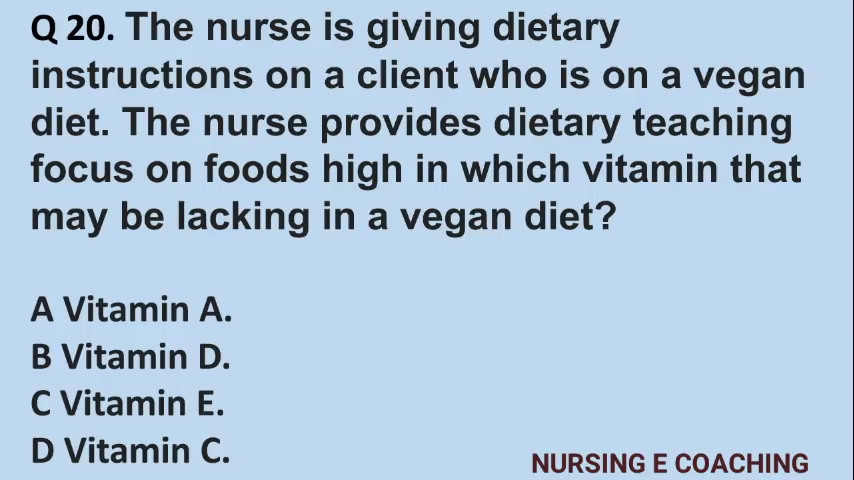 Q 20. The nurse is giving dietary
instructions on a client who is on a vegan
diet. The nurse provides dietary teaching
focus on foods high in which vitamin that
may be lacking in a vegan diet?
A Vitamin A.
B Vitamin D.
C Vitamin E.
D Vitamin C.
NURSING E COACHING